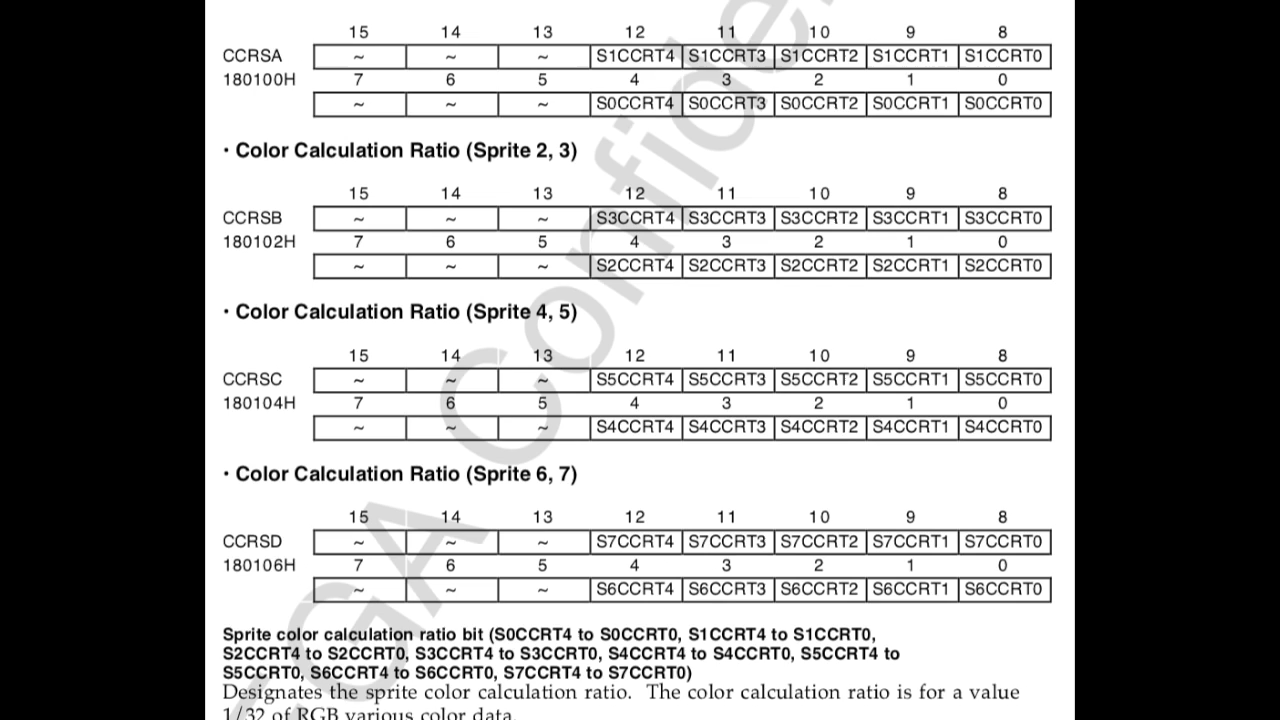 15 14 13 12 11 10 9 8
CCRSA ~ ~ ~ S1CCRT4 S1CCRT3 S1CCRT2 S1CCRT1 S1CCRT0
180100H 7 6 5 4 3 2 1 0
~ ~ ~ S0CCRT4 S0CCRT3 S0CCRT2 S0CCRT1 S0CCRT0
· Color Calculation Ratio (Sprite 2, 3)
15 14 13 12 11 10 9 8
CCRSB ~ ~ ~ S3CCRT4 S3CCRT3 S3CCRT2 S3CCRT1 S3CCRT0
180102H 7 6 5 4 3 2 1 0
~ ~ ~ S2CCRT4 S2CCRT3 S2CCRT2 S2CCRT1 S2CCRT0
· Color Calculation Ratio (Sprite 4, 5)
15 14 13 12 11 10 9 8
CCRSC ~ ~ ~ S5CCRT4 S5CCRT3 S5CCRT2 S5CCRT1 S5CCRT0
180104H 7 6 5 4 3 2 1 0
~ ~ ~ S4CCRT4 S4CCRT3 S4CCRT2 S4CCRT1 S4CCRT0
· Color Calculation Ratio (Sprite 6, 7)
15 14 13 12 11 10 9 8
CCRSD ~ ~ ~ S7CCRT4 S7CCRT3 S7CCRT2 S7CCRT1 S7CCRT0
180106H 7 6 5 4 3 2 1 0
~ ~ ~ S6CCRT4 S6CCRT3 S6CCRT2 S6CCRT1 S6CCRT0
Sprite color calculation ratio bit (S0CCRT4 to S0CCRT0, S1CCRT4 to S1CCRT0,
S2CCRT4 to S2CCRT0, S3CCRT4 to S3CCRT0, S4CCRT4 to S4CCRT0, S5CCRT4 to
S5CCRT0, S6CCRT4 to S6CCRT0, S7CCRT4 to S7CCRT0)
Designates the sprite color calculation ratio. The color calculation ratio is for a value
1/32 of RGB various color data.
GA Confiden